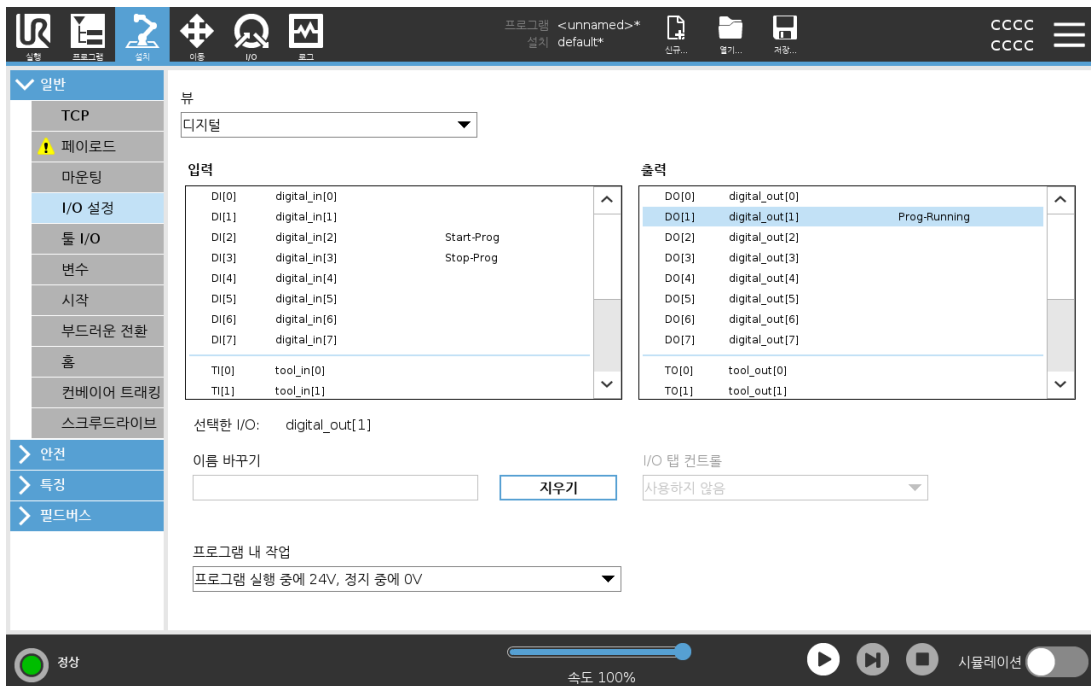 UR
프로그램 <unnamed>*
설치 default*
CCCC
CCCC
실행 프로그램 설치 이동 I/O 로그 신규... 열기... 저장...
일반
TCP
페이로드
마운팅
I/O 설정
툴 I/O
변수
시작
부드러운 전환
홈
컨베이어 트래킹
스크루드라이브
안전
특징
필드버스
뷰
디지털
입력
DI[0] digital_in[0]
DI[1] digital_in[1]
DI[2] digital_in[2] Start-Prog
DI[3] digital_in[3] Stop-Prog
DI[4] digital_in[4]
DI[5] digital_in[5]
DI[6] digital_in[6]
DI[7] digital_in[7]
TI[0] tool_in[0]
TI[1] tool_in[1]
출력
DO[0] digital_out[0]
DO[1] digital_out[1] Prog-Running
DO[2] digital_out[2]
DO[3] digital_out[3]
DO[4] digital_out[4]
DO[5] digital_out[5]
DO[6] digital_out[6]
DO[7] digital_out[7]
TO[0] tool_out[0]
TO[1] tool_out[1]
선택한 I/O: digital_out[1]
이름 바꾸기
지우기
I/O 탭 컨트롤
사용하지 않음
프로그램 내 작업
프로그램 실행 중에 24V, 정지 중에 0V
정상
속도 100%
시뮬레이션